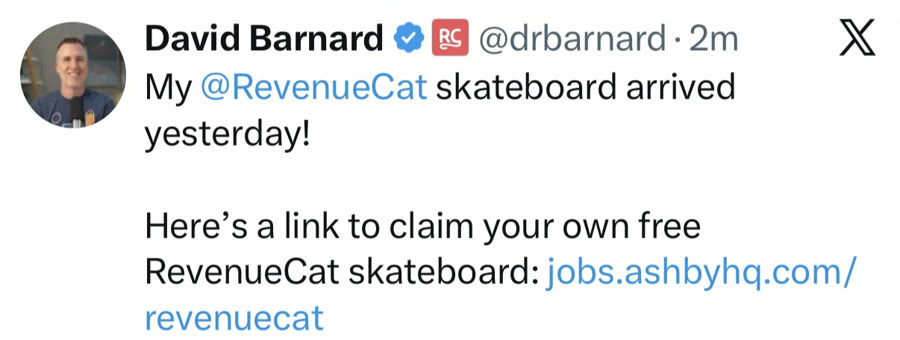 David Barnard RC @drbarnard · 2m X
My @RevenueCat skateboard arrived
yesterday!
Here’s a link to claim your own free
RevenueCat skateboard: jobs.ashbyhq.com/
revenuecat